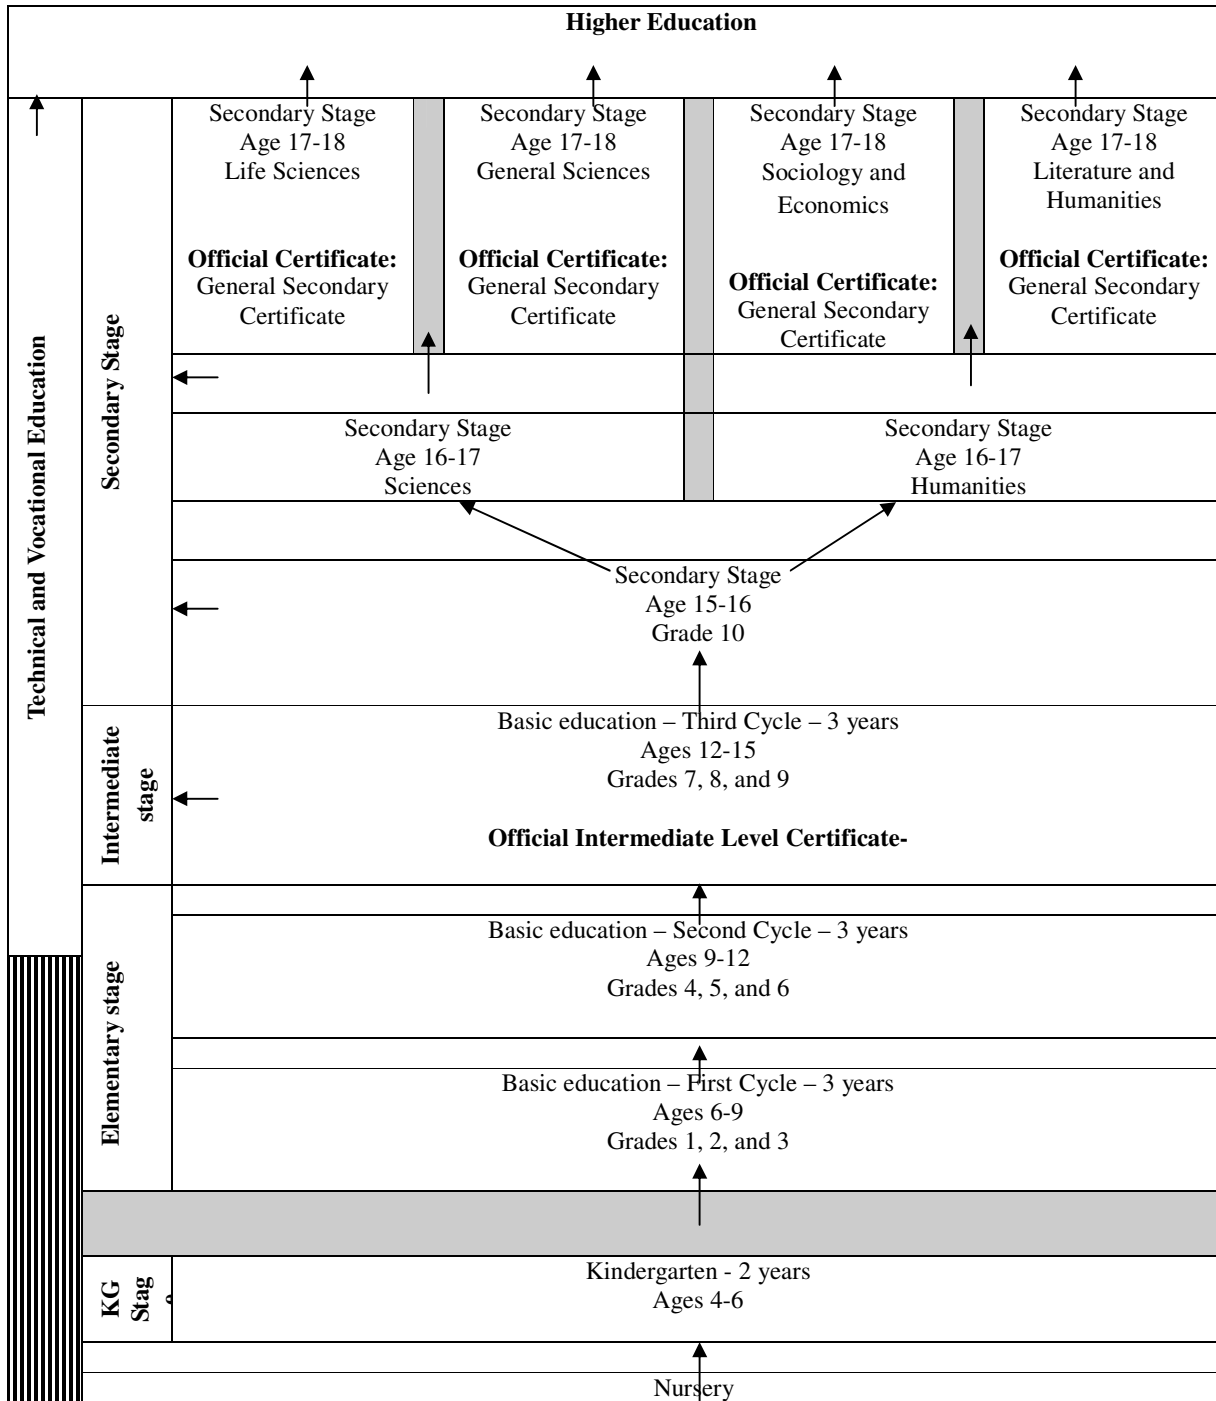 Higher Education
Secondary Stage
Age 17-18
Life Sciences
Official Certificate:
General Secondary
Certificate
Secondary Stage
Age 17-18
General Sciences
Official Certificate:
General Secondary
Certificate
Secondary Stage
Age 17-18
Sociology and
Economics
Official Certificate:
General Secondary
Certificate
Secondary Stage
Age 17-18
Literature and
Humanities
Official Certificate:
General Secondary
Certificate
Technical and Vocational Education
Secondary Stage
Secondary Stage
Age 16-17
Sciences
Secondary Stage
Age 16-17
Humanities
Secondary Stage
Age 15-16
Grade 10
Intermediate
stage
Basic education – Third Cycle – 3 years
Ages 12-15
Grades 7, 8, and 9
Official Intermediate Level Certificate-
Elementary stage
Basic education – Second Cycle – 3 years
Ages 9-12
Grades 4, 5, and 6
Basic education – First Cycle – 3 years
Ages 6-9
Grades 1, 2, and 3
KG
Stag
Kindergarten - 2 years
Ages 4-6
Nursery